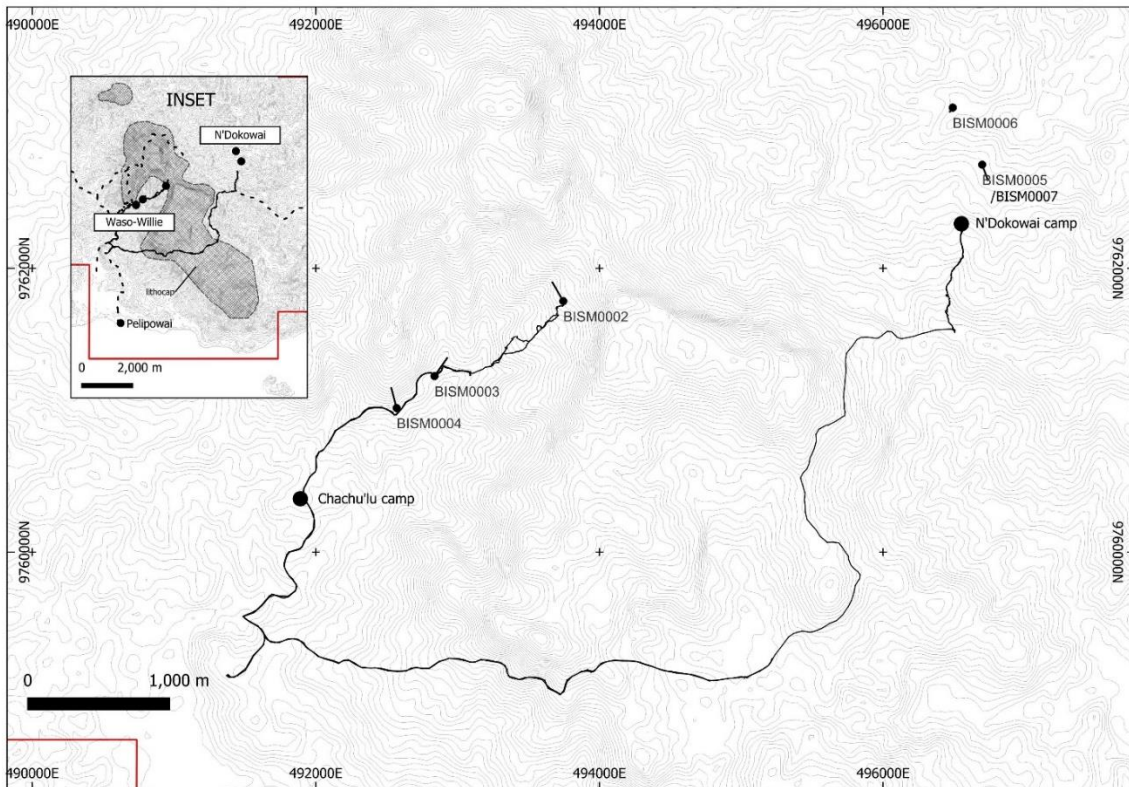 490000E
492000E
494000E
496000E
INSET
N'Dokowai
Waso-Willie
lithocap
Pelipowai
0
2,000 m
BISM0006
BISM0005
/BISM0007
N'Dokowai camp
9762000N
9762000N
BISM0002
BISM0003
BISM0004
Chachu'lu camp
9760000N
9760000N
0
1,000 m
490000E
492000E
494000E
496000E